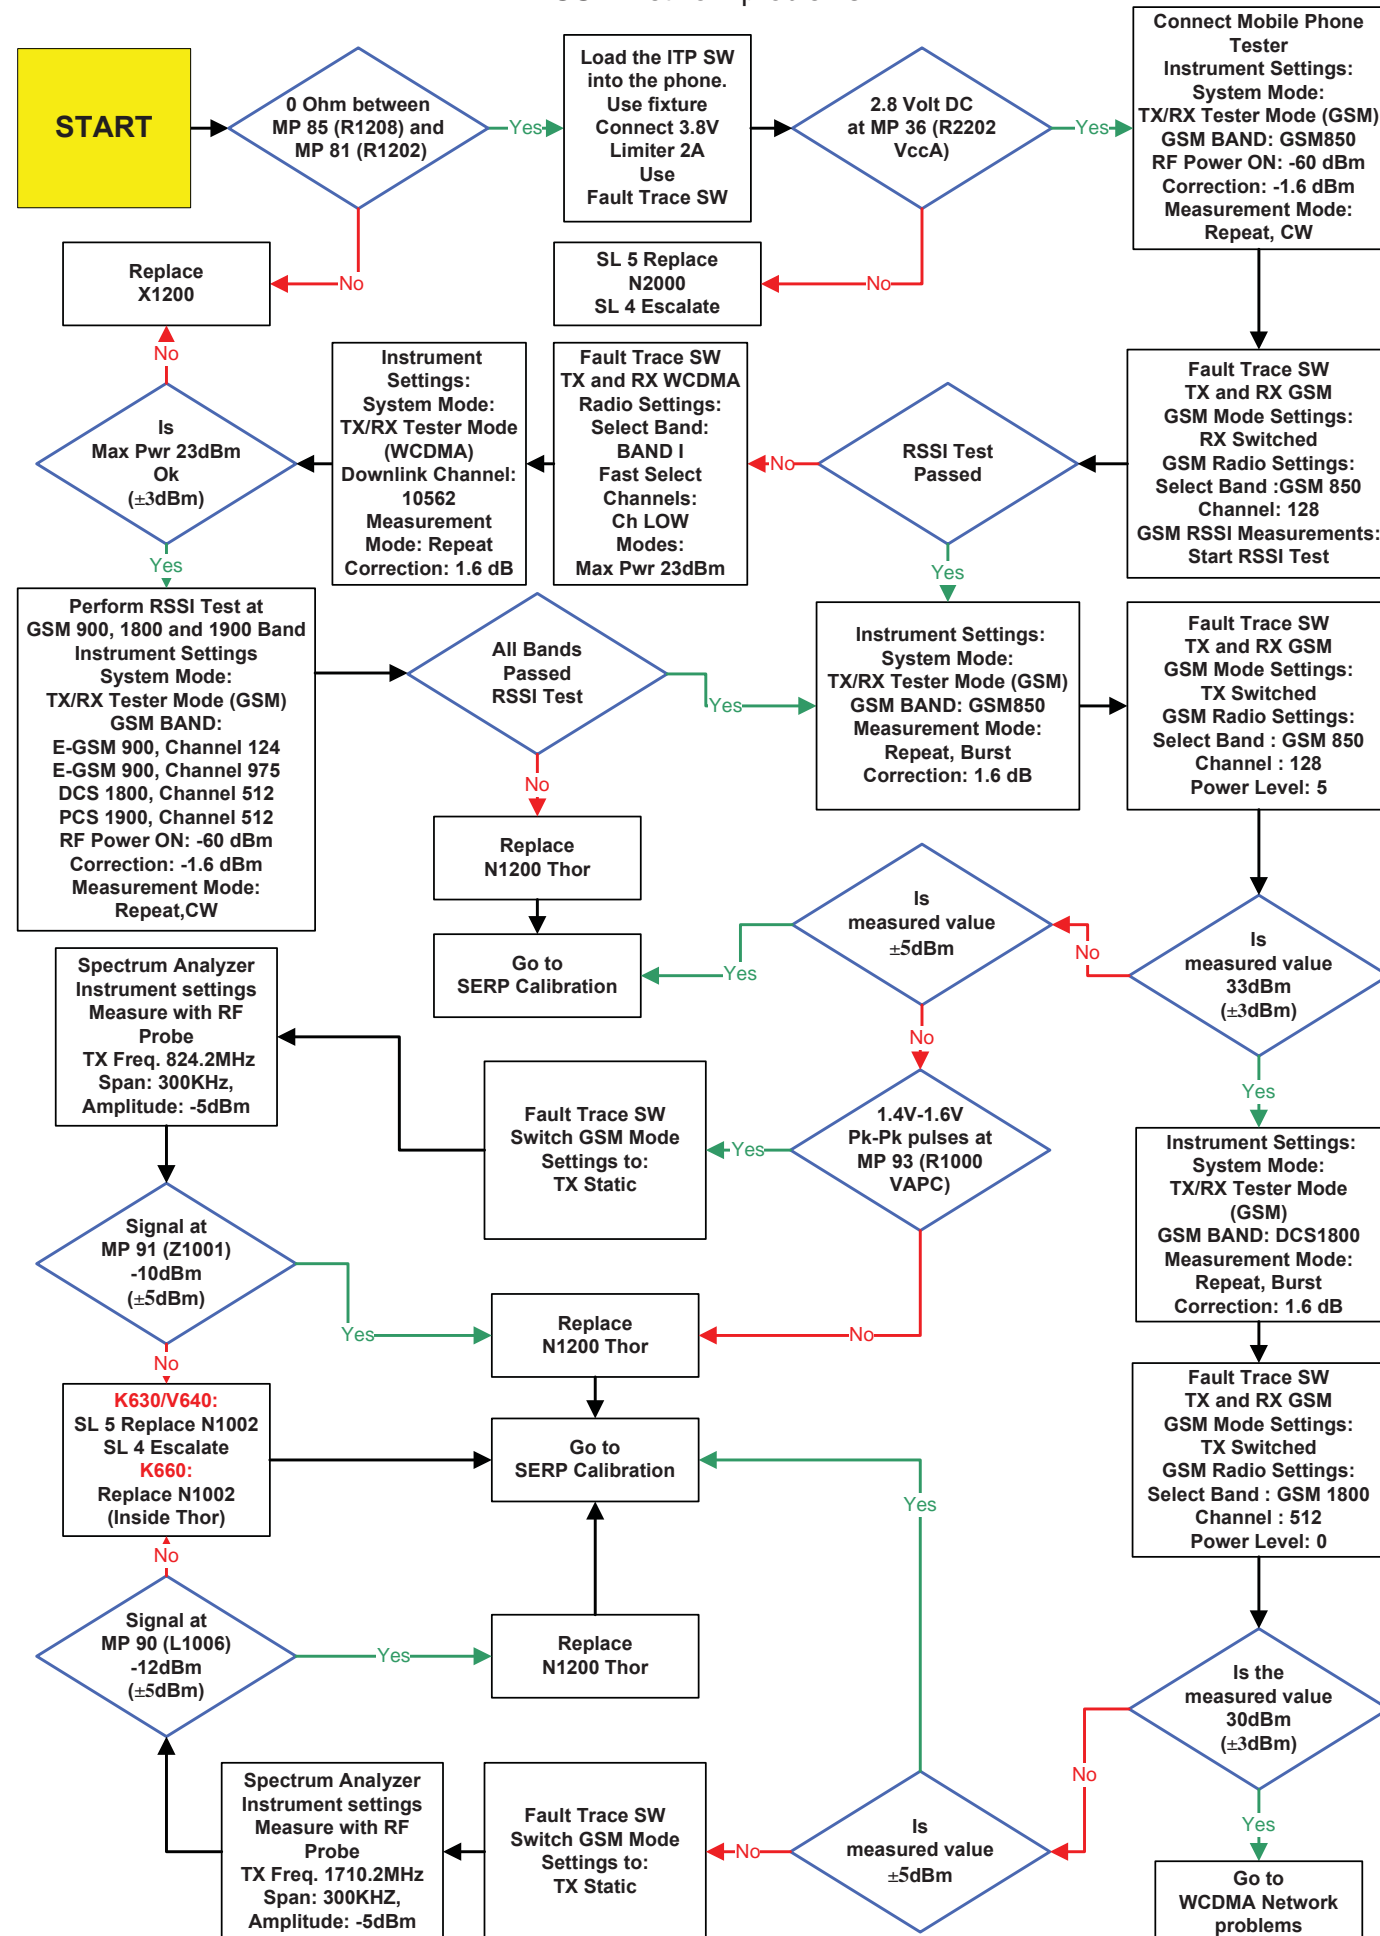 START
0 Ohm between
MP 85 (R1208) and
MP 81 (R1202)
Yes
No
Load the ITP SW
into the phone.
Use fixture
Connect 3.8V
Limiter 2A
Use
Fault Trace SW
2.8 Volt DC
at MP 36 (R2202
VccA)
Yes
No
Connect Mobile Phone
Tester
Instrument Settings:
System Mode:
TX/RX Tester Mode (GSM)
GSM BAND: GSM850
RF Power ON: -60 dBm
Correction: -1.6 dBm
Measurement Mode:
Repeat, CW
Replace
X1200
SL 5 Replace
N2000
SL 4 Escalate
No
Is
Max Pwr 23dBm
Ok
(±3dBm)
Yes
Instrument
Settings:
System Mode:
TX/RX Tester Mode
(WCDMA)
Downlink Channel:
10562
Measurement
Mode: Repeat
Correction: 1.6 dB
Fault Trace SW
TX and RX WCDMA
Radio Settings:
Select Band:
BAND I
Fast Select
Channels:
Ch LOW
Modes:
Max Pwr 23dBm
No
RSSI Test
Passed
Yes
Fault Trace SW
TX and RX GSM
GSM Mode Settings:
RX Switched
GSM Radio Settings:
Select Band :GSM 850
Channel: 128
GSM RSSI Measurements:
Start RSSI Test
Perform RSSI Test at
GSM 900, 1800 and 1900 Band
Instrument Settings
System Mode:
TX/RX Tester Mode (GSM)
GSM BAND:
E-GSM 900, Channel 124
E-GSM 900, Channel 975
DCS 1800, Channel 512
PCS 1900, Channel 512
RF Power ON: -60 dBm
Correction: -1.6 dBm
Measurement Mode:
Repeat,CW
All Bands
Passed
RSSI Test
Yes
No
Instrument Settings:
System Mode:
TX/RX Tester Mode (GSM)
GSM BAND: GSM850
Measurement Mode:
Repeat, Burst
Correction: 1.6 dB
Fault Trace SW
TX and RX GSM
GSM Mode Settings:
TX Switched
GSM Radio Settings:
Select Band : GSM 850
Channel : 128
Power Level: 5
Replace
N1200 Thor
Go to
SERP Calibration
Yes
Is
measured value
±5dBm
No
No
Is
measured value
33dBm
(±3dBm)
Yes
Spectrum Analyzer
Instrument settings
Measure with RF
Probe
TX Freq. 824.2MHz
Span: 300KHz,
Amplitude: -5dBm
Fault Trace SW
Switch GSM Mode
Settings to:
TX Static
Yes
1.4V-1.6V
Pk-Pk pulses at
MP 93 (R1000
VAPC)
No
Instrument Settings:
System Mode:
TX/RX Tester Mode
(GSM)
GSM BAND: DCS1800
Measurement Mode:
Repeat, Burst
Correction: 1.6 dB
Signal at
MP 91 (Z1001)
-10dBm
(±5dBm)
Yes
No
Replace
N1200 Thor
K630/V640:
SL 5 Replace N1002
SL 4 Escalate
K660:
Replace N1002
(Inside Thor)
Go to
SERP Calibration
Yes
Fault Trace SW
TX and RX GSM
GSM Mode Settings:
TX Switched
GSM Radio Settings:
Select Band : GSM 1800
Channel : 512
Power Level: 0
No
Signal at
MP 90 (L1006)
-12dBm
(±5dBm)
Yes
Replace
N1200 Thor
Is the
measured value
30dBm
(±3dBm)
No
Yes
Spectrum Analyzer
Instrument settings
Measure with RF
Probe
TX Freq. 1710.2MHz
Span: 300KHZ,
Amplitude: -5dBm
Fault Trace SW
Switch GSM Mode
Settings to:
TX Static
No
Is
measured value
±5dBm
Go to
WCDMA Network
problems